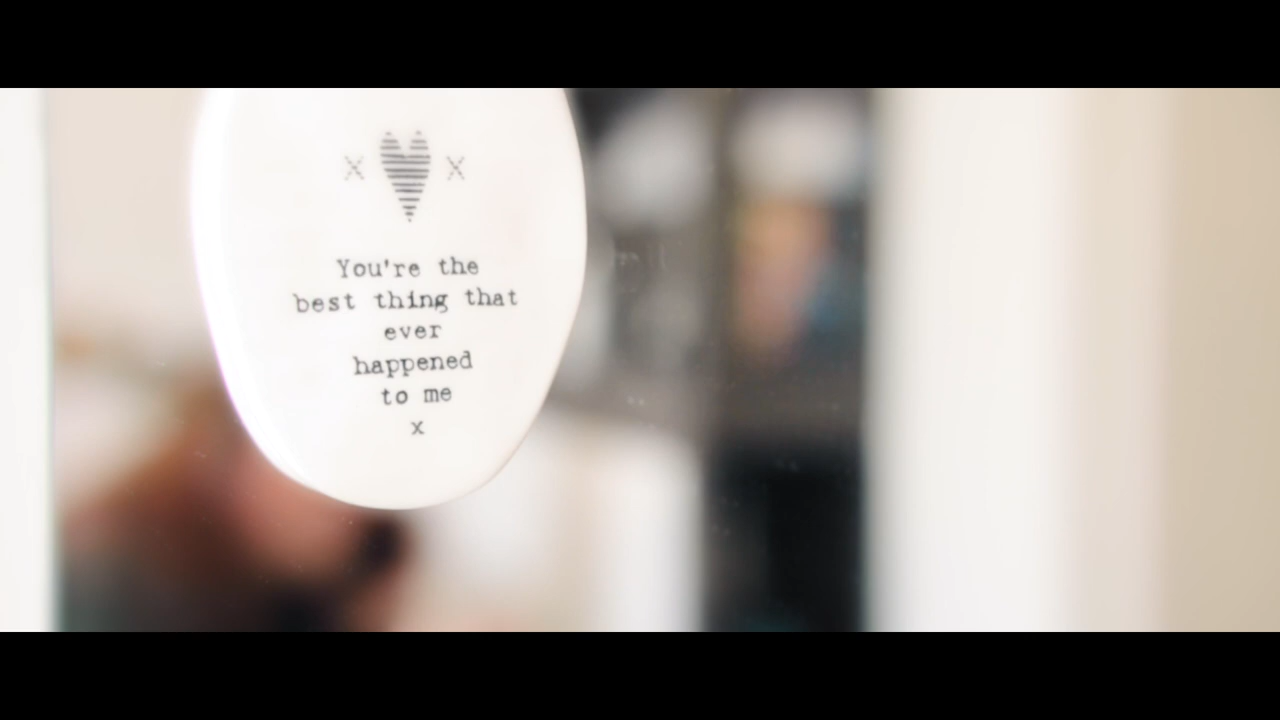 x x
You're the
best thing that
ever
happened
to me
x